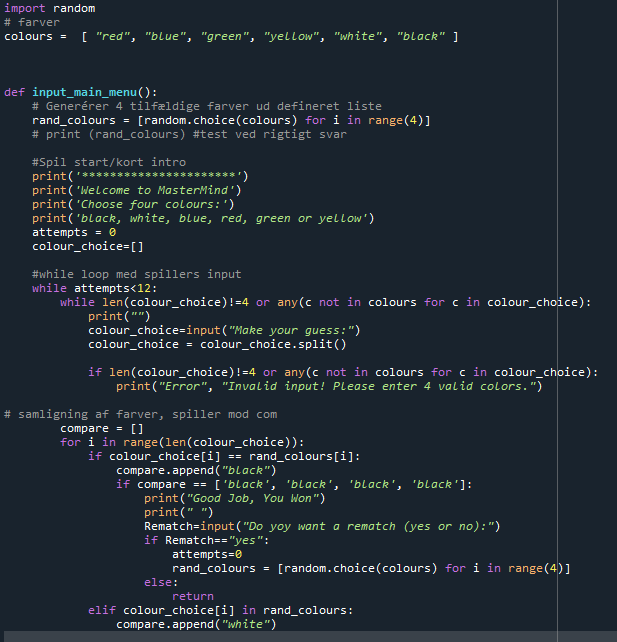 import random
# farver
colours =  [ "red", "blue", "green", "yellow", "white", "black" ]
def input_main_menu():
    # Generérer 4 tilfældige farver ud defineret liste
    rand_colours = [random.choice(colours) for i in range(4)]
    # print (rand_colours) #test ved rigtigt svar
    #Spil start/kort intro
    print('**********************')
    print('Welcome to MasterMind')
    print('Choose four colours:')
    print('black, white, blue, red, green or yellow')
    attempts = 0
    colour_choice=[]
    #while loop med spillers input
    while attempts<12:
        while len(colour_choice)!=4 or any(c not in colours for c in colour_choice):
            print("")
            colour_choice=input("Make your guess:")
            colour_choice = colour_choice.split()
            if len(colour_choice)!=4 or any(c not in colours for c in colour_choice):
                print("Error", "Invalid input! Please enter 4 valid colors.")
# samligning af farver, spiller mod com
        compare = []
        for i in range(len(colour_choice)):
            if colour_choice[i] == rand_colours[i]:
                compare.append("black")
                if compare == ['black', 'black', 'black', 'black']:
                    print("Good Job, You Won")
                    print(" ")
                    Rematch=input("Do yoy want a rematch (yes or no):")
                    if Rematch=="yes":
                        attempts=0
                        rand_colours = [random.choice(colours) for i in range(4)]
                    else:
                        return
            elif colour_choice[i] in rand_colours:
                compare.append("white")